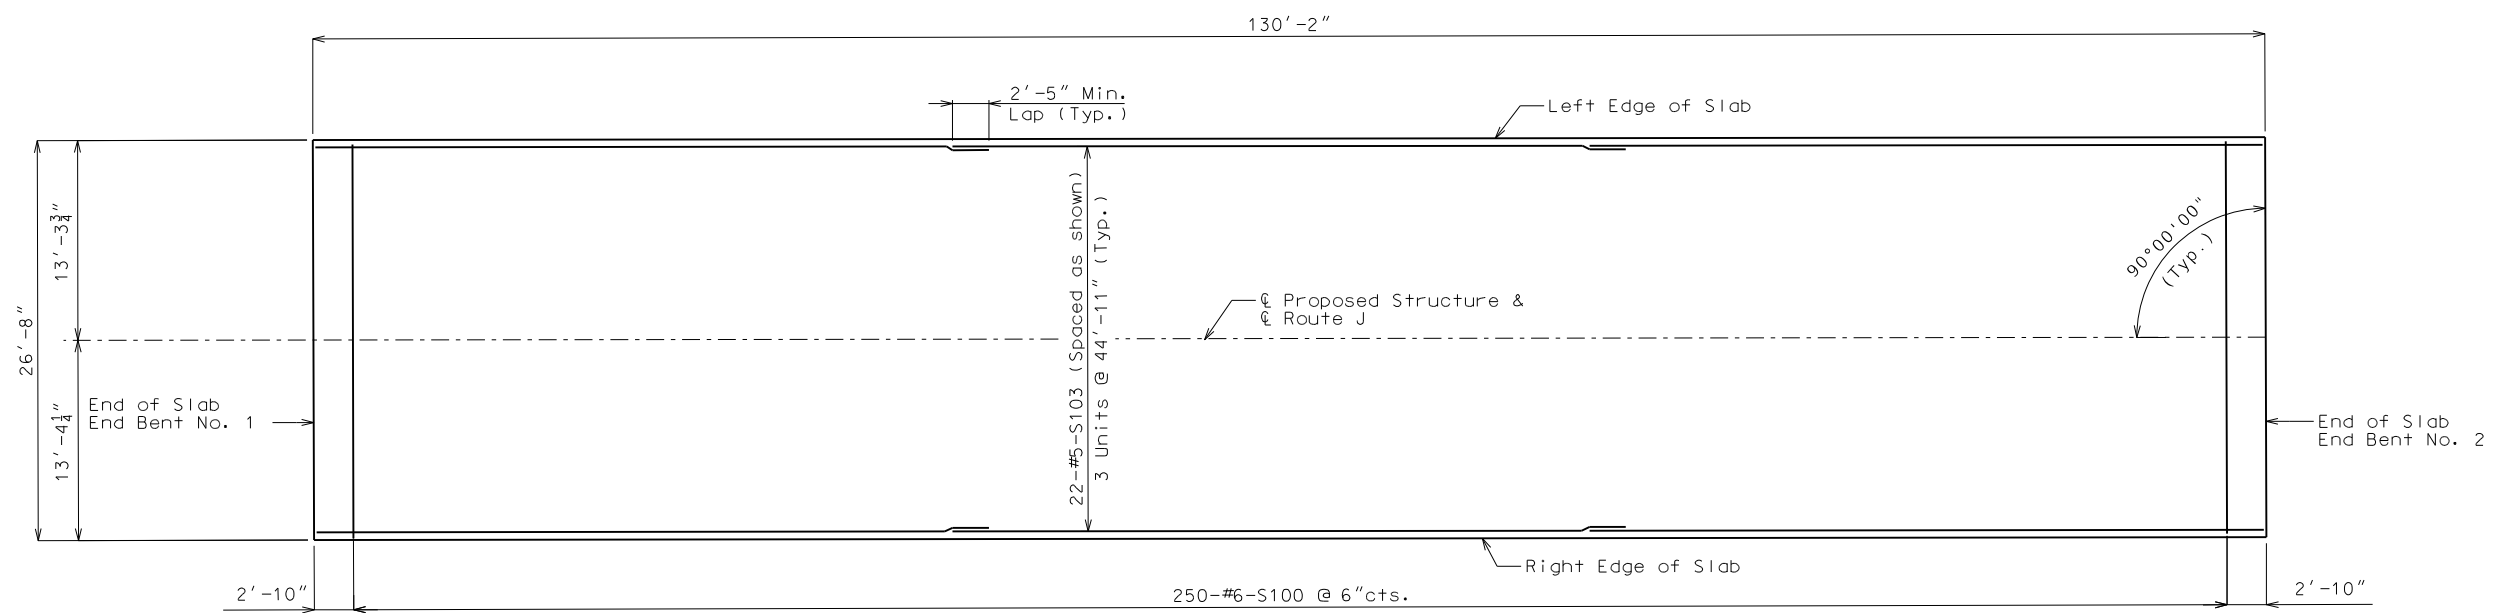 130'-2"
2'-5" Min.
Lap (Typ.)
Left Edge of Slab
13'-3¾"
26'-8"
13'-4¼"
90°00'00"
(Typ.)
℄ Proposed Structure &
℄ Route J
22-#5-S103 (Spaced as shown)
3 Units @ 44'-11" (Typ.)
End of Slab
End Bent No. 1
End of Slab
End Bent No. 2
Right Edge of Slab
2'-10"
250-#6-S100 @ 6"cts.
2'-10"